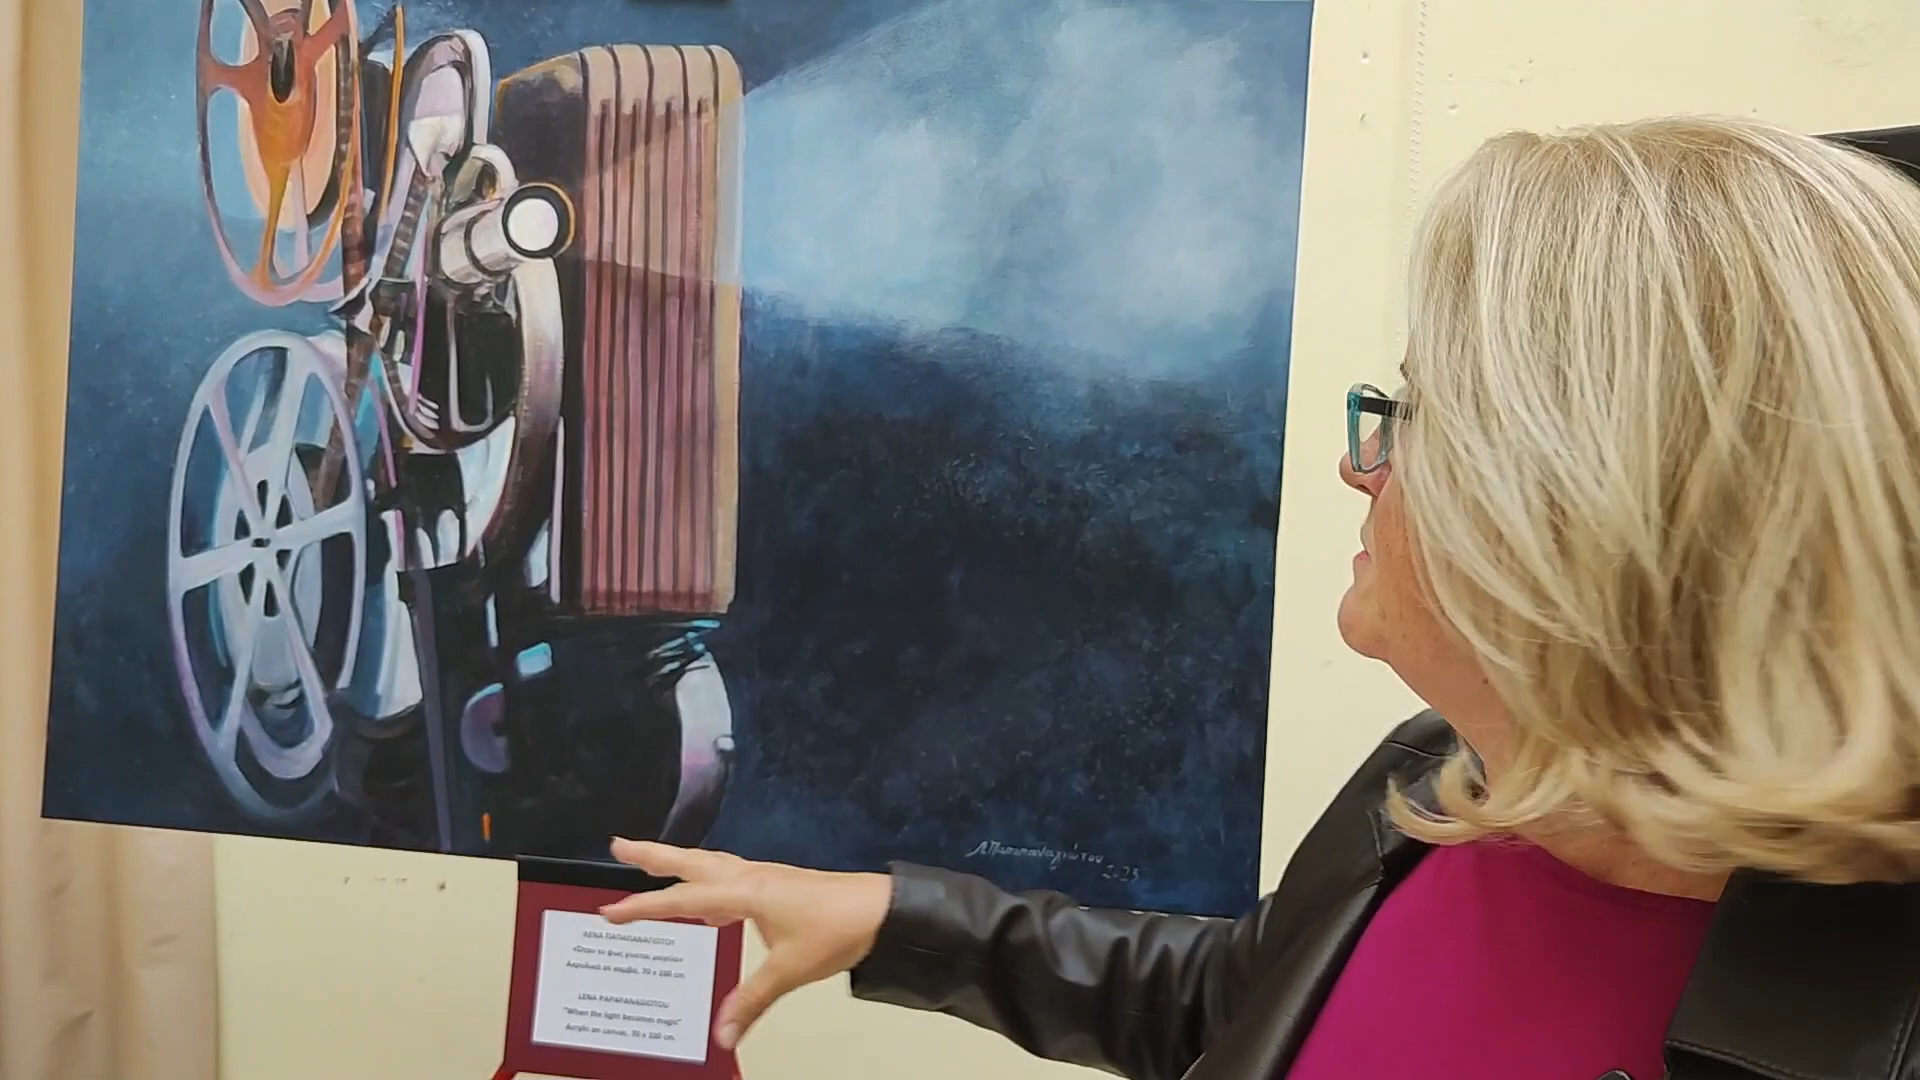 Λ Παπαπαναγιώτου
2023
ΛΕΝΑ ΠΑΠΑΠΑΝΑΓΙΩΤΟΥ
«Όταν το φως γίνεται μαγεία»
Ακρυλικό σε καμβά. 70 x 100 cm.
LENA PAPAPANAGIOTOU
"When the light becomes magic"
Acrylic on canvas. 70 x 100 cm.